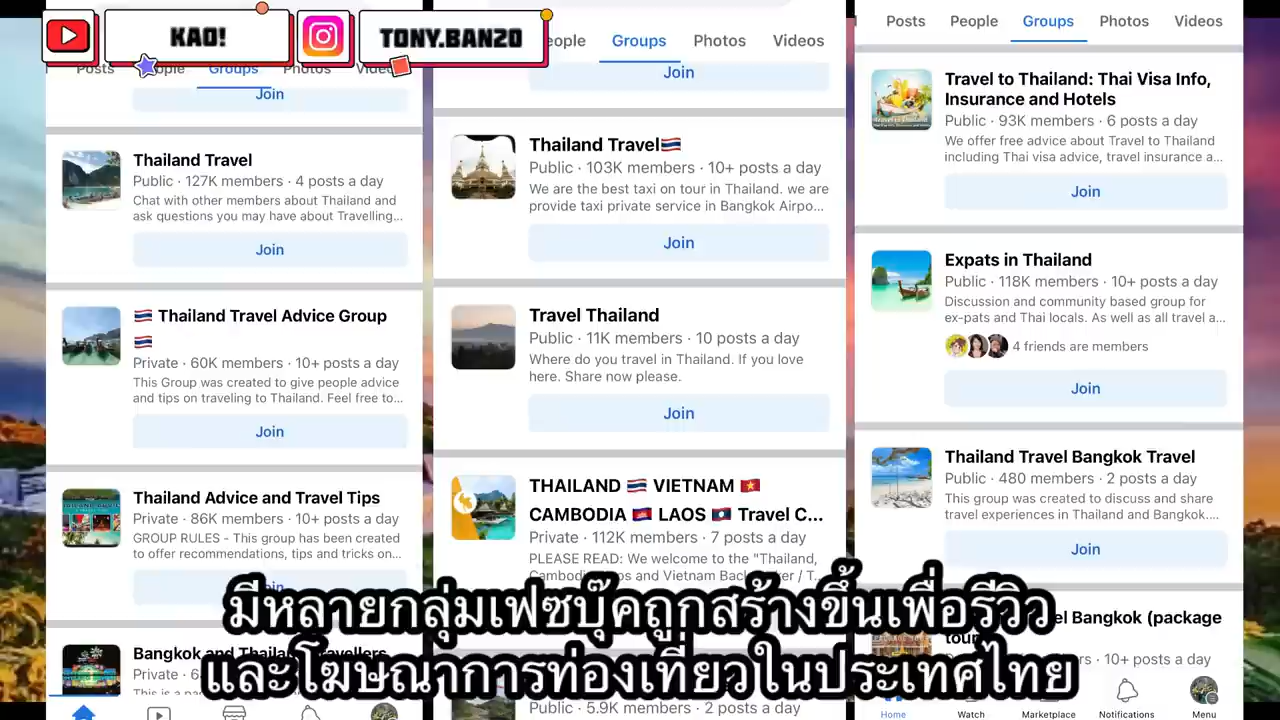 KAO!
TONY.BAN20
Posts People Groups Photos Videos
Join
Thailand Travel
Public · 127K members · 4 posts a day
Chat with other members about Thailand and
ask questions you may have about Travelling...
Join
🇹🇭 Thailand Travel Advice Group
🇹🇭
Private · 60K members · 10+ posts a day
This Group was created to give people advice
and tips on traveling to Thailand. Feel free to...
Join
Thailand Advice and Travel Tips
Private · 86K members · 10+ posts a day
GROUP RULES - This group has been created
to offer recommendations, tips and tricks on...
Join
Bangkok and Thailand Travellers
People Groups Photos Videos
Join
Thailand Travel🇹🇭
Public · 103K members · 10+ posts a day
We are the best taxi on tour in Thailand. we are
provide taxi private service in Bangkok Airpo...
Join
Travel Thailand
Public · 11K members · 10 posts a day
Where do you travel in Thailand. If you love
here. Share now please.
Join
THAILAND 🇹🇭 VIETNAM 🇻🇳
CAMBODIA 🇰🇭 LAOS 🇱🇦 Travel C...
Private · 112K members · 7 posts a day
PLEASE READ: We welcome to the "Thailand,
Public · 5.9K members · 2 posts a day
Posts People Groups Photos Videos
Travel to Thailand: Thai Visa Info,
Insurance and Hotels
Public · 93K members · 6 posts a day
We offer free advice about Travel to Thailand
including Thai visa advice, travel insurance a...
Join
Expats in Thailand
Public · 118K members · 10+ posts a day
Discussion and community based group for
ex-pats and Thai locals. As well as all travel a...
4 friends are members
Join
Thailand Travel Bangkok Travel
Public · 480 members · 2 posts a day
This group was created to discuss and share
travel experiences in Thailand and Bangkok....
Join
Bangkok (package
Home Watch Marketplace Notifications Menu
มีหลายกลุ่มเฟซบุ๊คถูกสร้างขึ้นเพื่อรีวิว
และโฆษณาการท่องเที่ยวในประเทศไทย